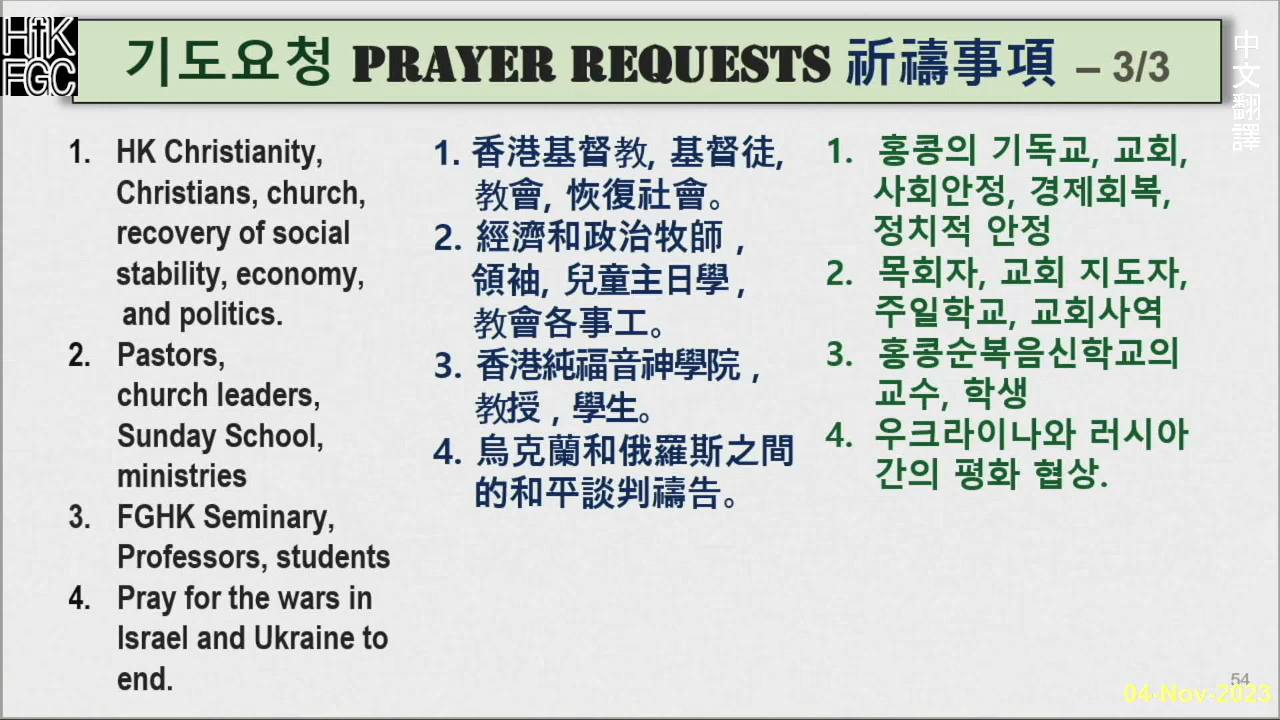 HfK
FGC
기도요청 PRAYER REQUESTS 祈禱事項 – 3/3
中文翻譯
1. HK Christianity,
Christians, church,
recovery of social
stability, economy,
and politics.
2. Pastors,
church leaders,
Sunday School,
ministries
3. FGHK Seminary,
Professors, students
4. Pray for the wars in
Israel and Ukraine to
end.
1. 香港基督教, 基督徒,
教會, 恢復社會。
2. 經濟和政治牧師 ,
領袖, 兒童主日學 ,
教會各事工。
3. 香港純福音神學院 ,
教授 , 學生。
4. 烏克蘭和俄羅斯之間
的和平談判禱告。
1. 홍콩의 기독교, 교회,
사회안정, 경제회복,
정치적 안정
2. 목회자, 교회 지도자,
주일학교, 교회사역
3. 홍콩순복음신학교의
교수, 학생
4. 우크라이나와 러시아
간의 평화 협상.
54
04-Nov-2023